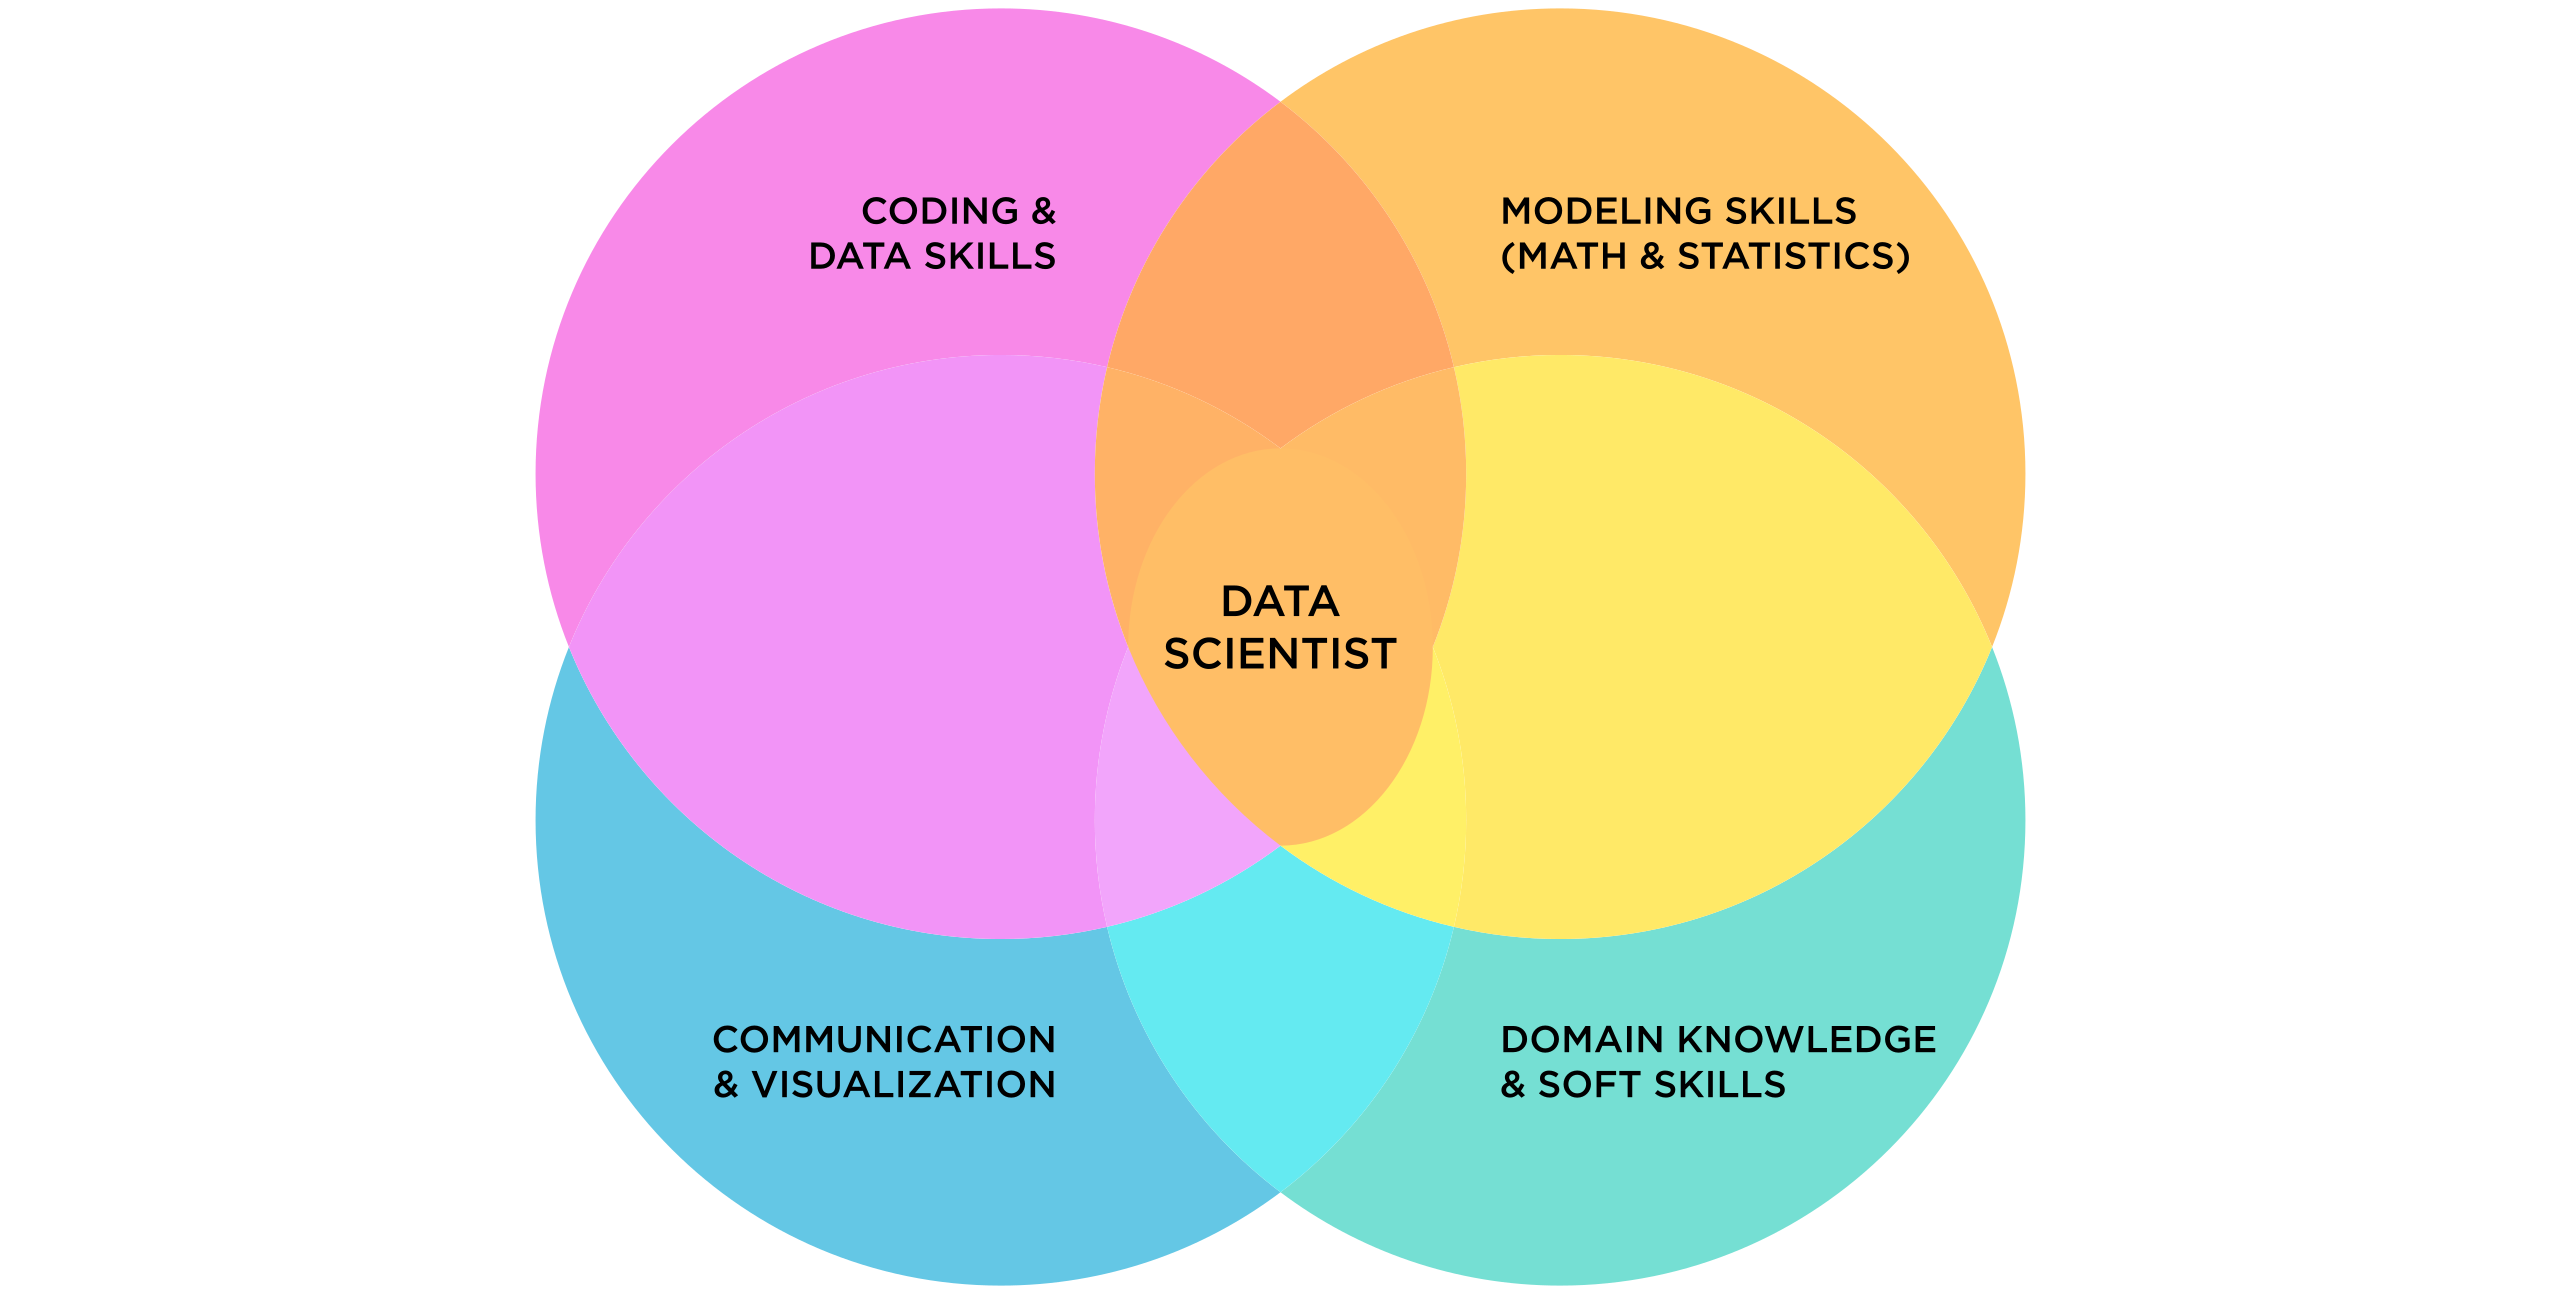 CODING &
DATA SKILLS
MODELING SKILLS
(MATH & STATISTICS)
DATA
SCIENTIST
COMMUNICATION
& VISUALIZATION
DOMAIN KNOWLEDGE
& SOFT SKILLS